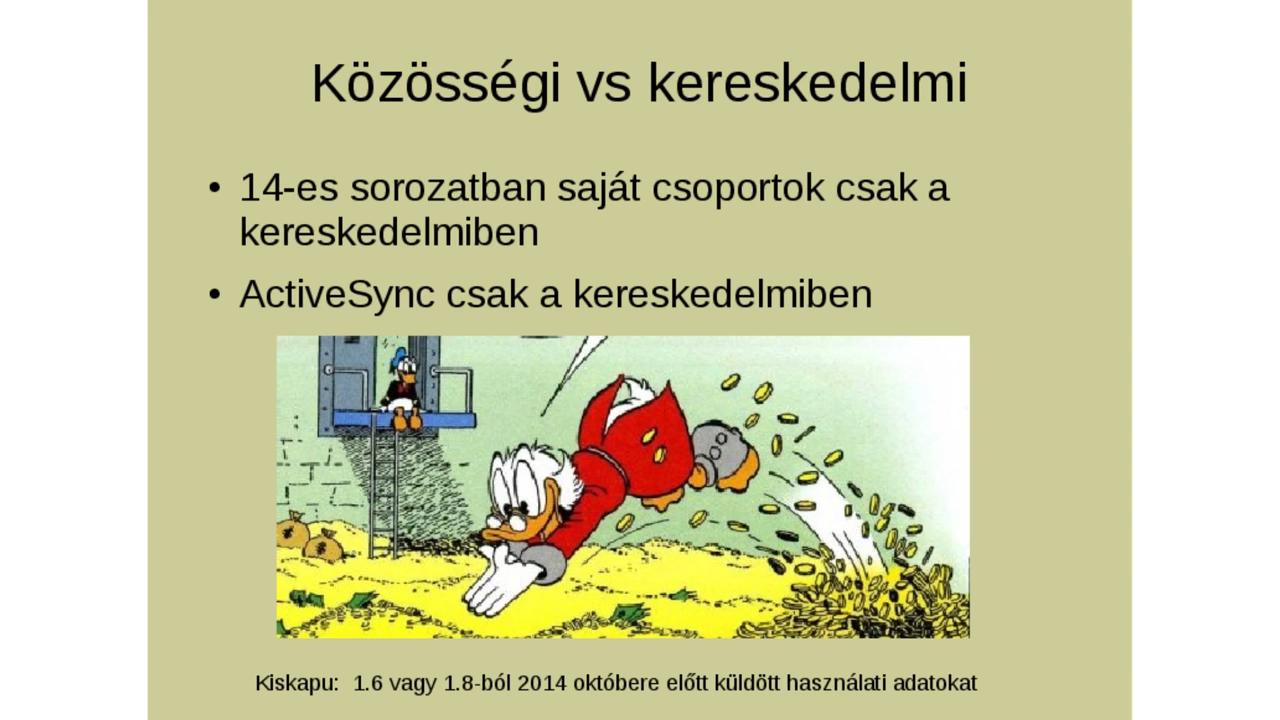 Közösségi vs kereskedelmi
• 14-es sorozatban saját csoportok csak a
kereskedelmiben
• ActiveSync csak a kereskedelmiben
Kiskapu: 1.6 vagy 1.8-ból 2014 októbere előtt küldött használati adatokat